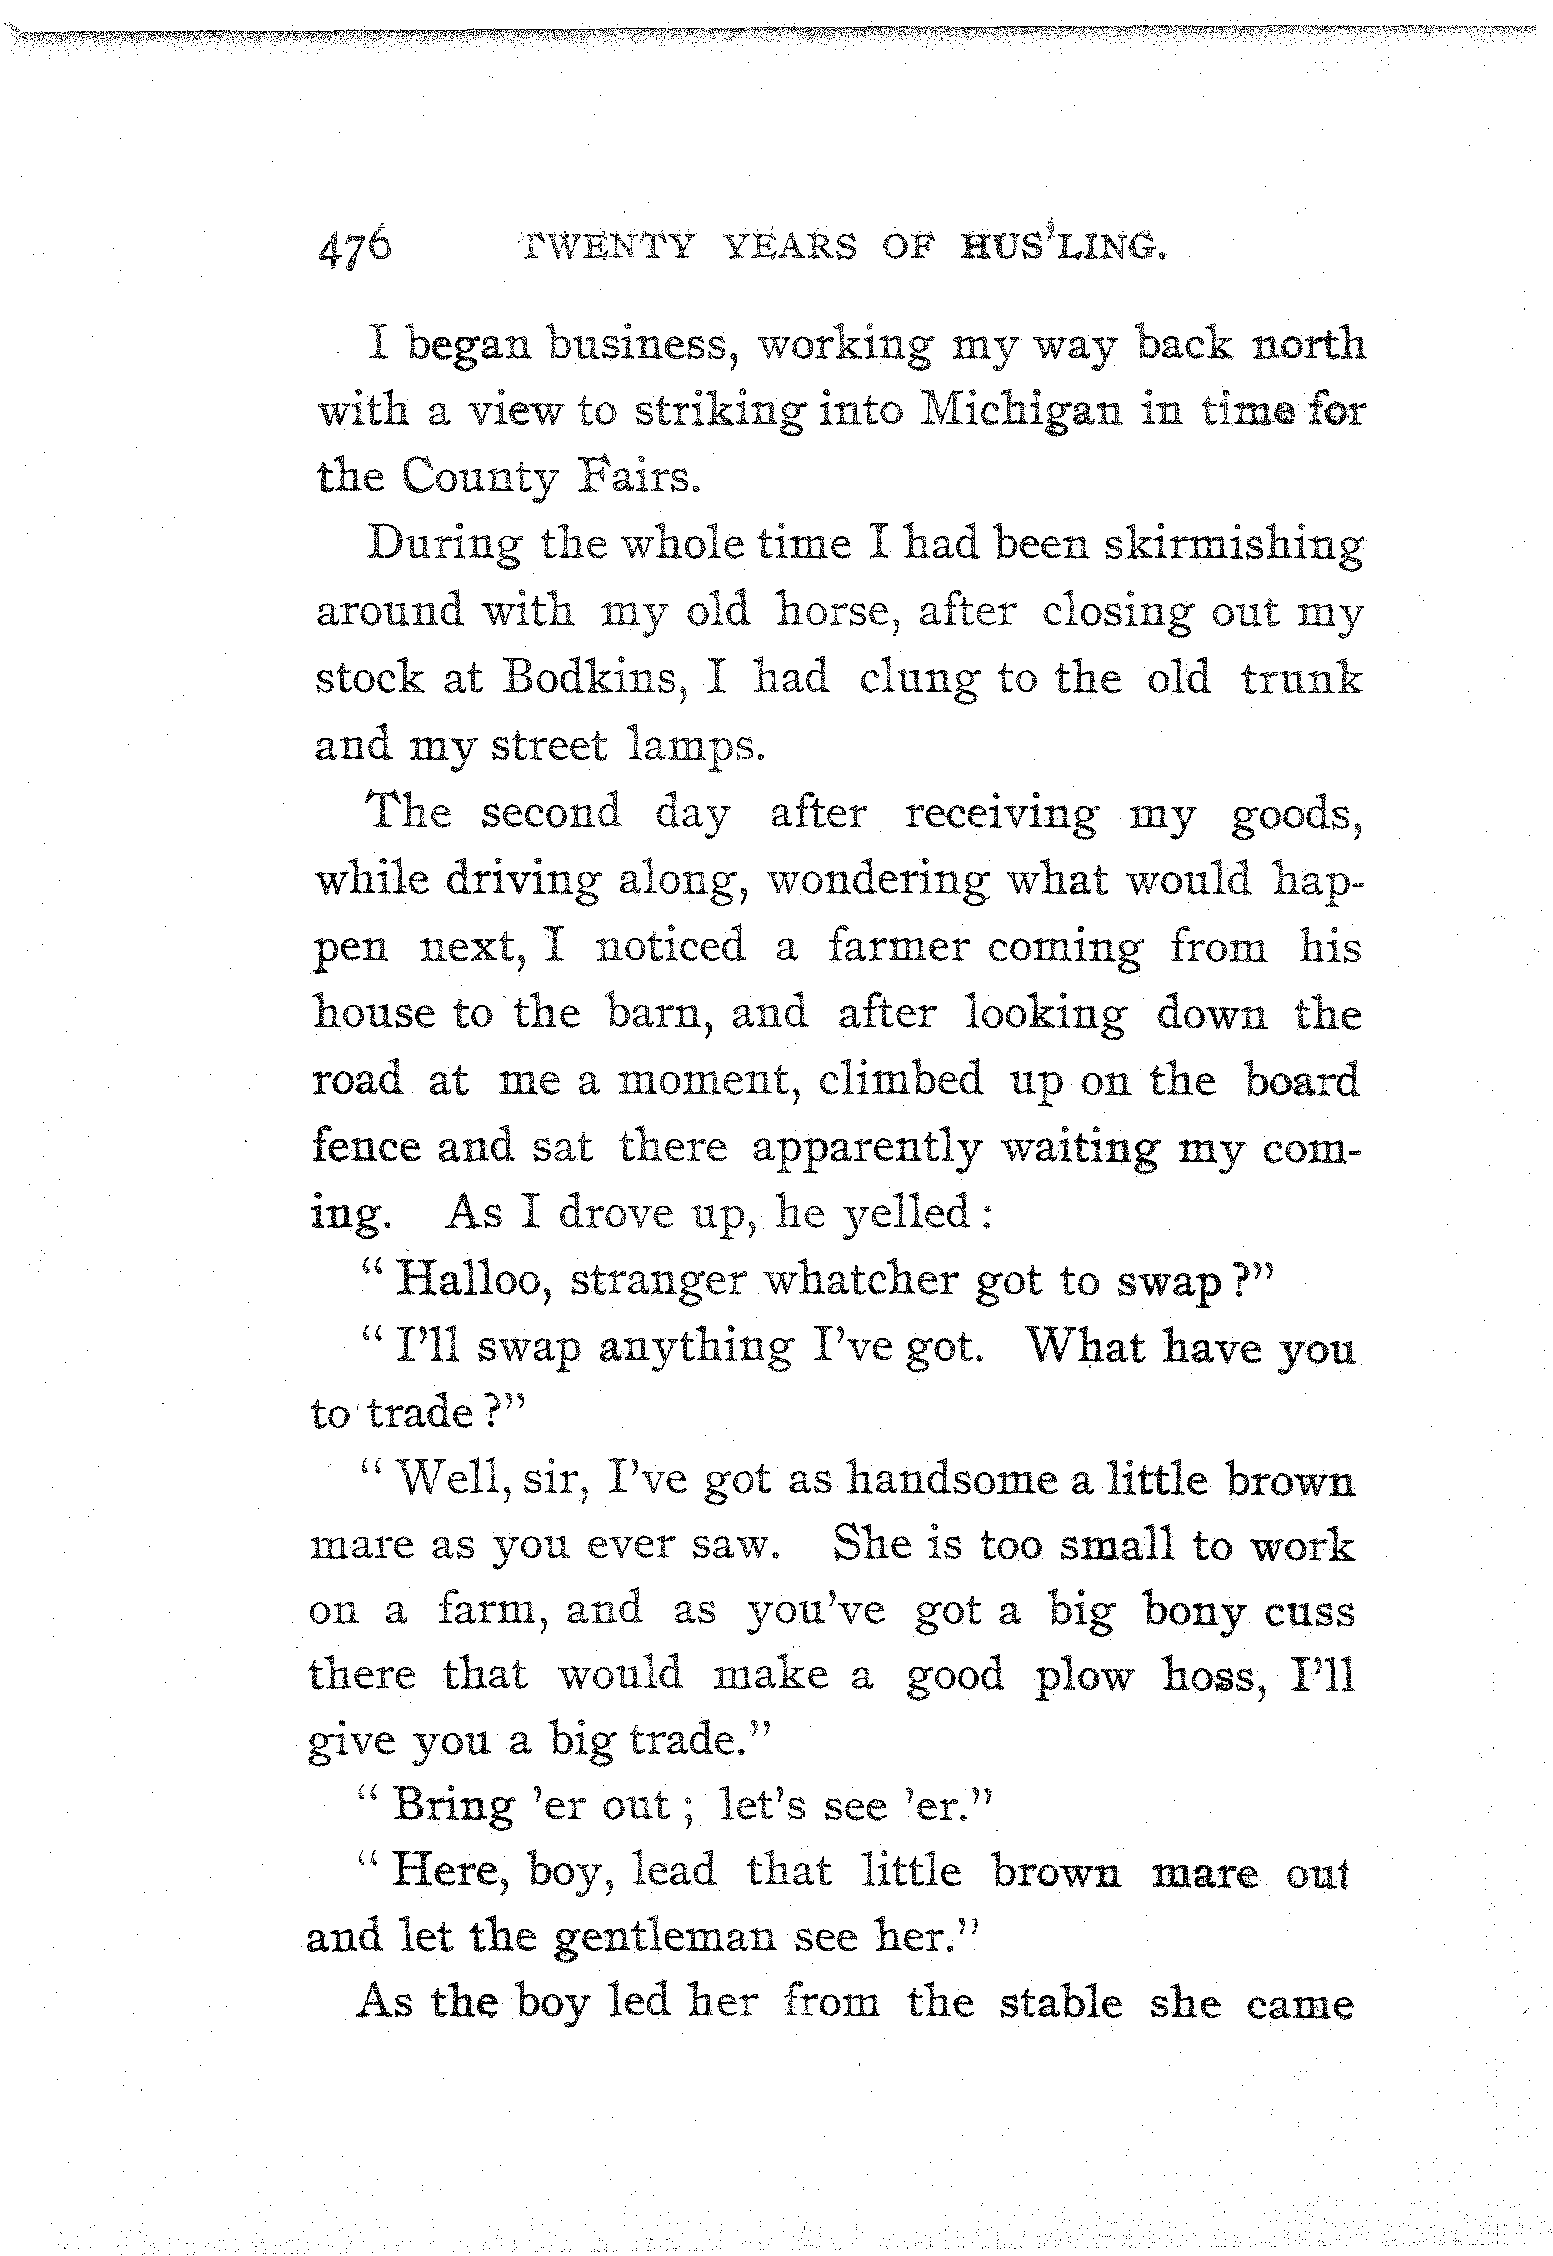 476 TWENTY YEARS OF HUS'LING.
I began business, working my way back north
with a view to striking into Michigan in time for
the County Fairs.
During the whole time I had been skirmishing
around with my old horse, after closing out my
stock at Bodkins, I had clung to the old trunk
and my street lamps.
The second day after receiving my goods,
while driving along, wondering what would hap-
pen next, I noticed a farmer coming from his
house to the barn, and after looking down the
road at me a moment, climbed up on the board
fence and sat there apparently waiting my com-
ing. As I drove up, he yelled:
"Halloo, stranger whatcher got to swap?"
"I'll swap anything I've got. What have you
to trade?"
"Well, sir, I've got as handsome a little brown
mare as you ever saw. She is too small to work
on a farm, and as you've got a big bony cuss
there that would make a good plow hoss, I'll
give you a big trade."
"Bring 'er out; let's see 'er."
"Here, boy, lead that little brown mare out
and let the gentleman see her."
As the boy led her from the stable she came